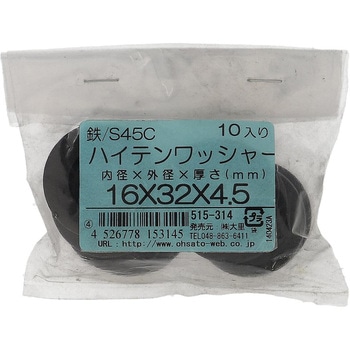 鉄/S45C 10入り
ハイテンワッシャー
内径×外径×厚さ(mm)
16X32X4.5
515-314
④ 4 526778 153145 発売元 ㈱大里
TEL048-863-6411
URL:http://www.ohsato-web.co.jp
160423A